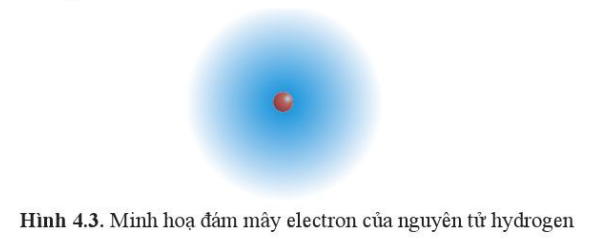 Hình 4.3. Minh hoạ đám mây electron của nguyên tử hydrogen